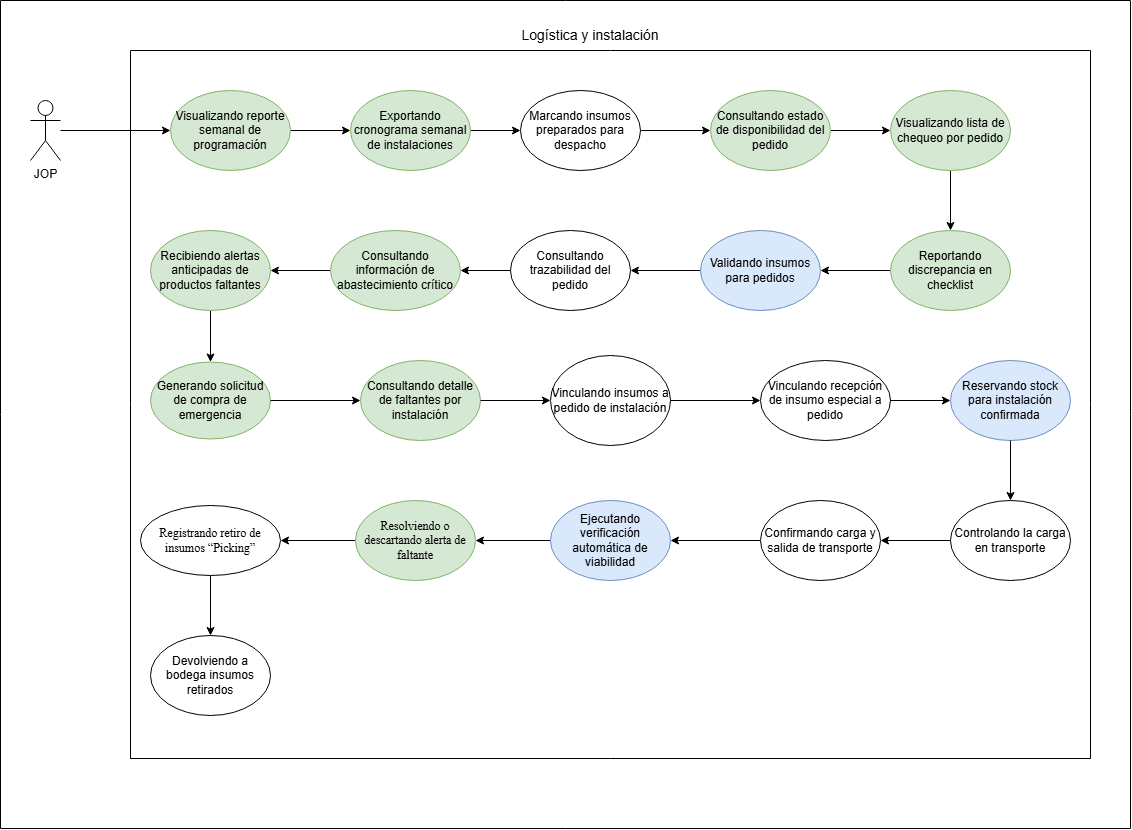 Logística y instalación
JOP
Visualizando reporte
semanal de
programación
Exportando
cronograma semanal
de instalaciones
Marcando insumos
preparados para
despacho
Consultando estado
de disponibilidad del
pedido
Visualizando lista de
chequeo por pedido
Reportando
discrepancia en
checklist
Validando insumos
para pedidos
Consultando
trazabilidad del
pedido
Consultando
información de
abastecimiento crítico
Recibiendo alertas
anticipadas de
productos faltantes
Generando solicitud
de compra de
emergencia
Consultando detalle
de faltantes por
instalación
Vinculando insumos a
pedido de instalación
Vinculando recepción
de insumo especial a
pedido
Reservando stock
para instalación
confirmada
Controlando la carga
en transporte
Confirmando carga y
salida de transporte
Ejecutando
verificación
automática de
viabilidad
Resolviendo o
descartando alerta de
faltante
Registrando retiro de
insumos “Picking”
Devolviendo a
bodega insumos
retirados